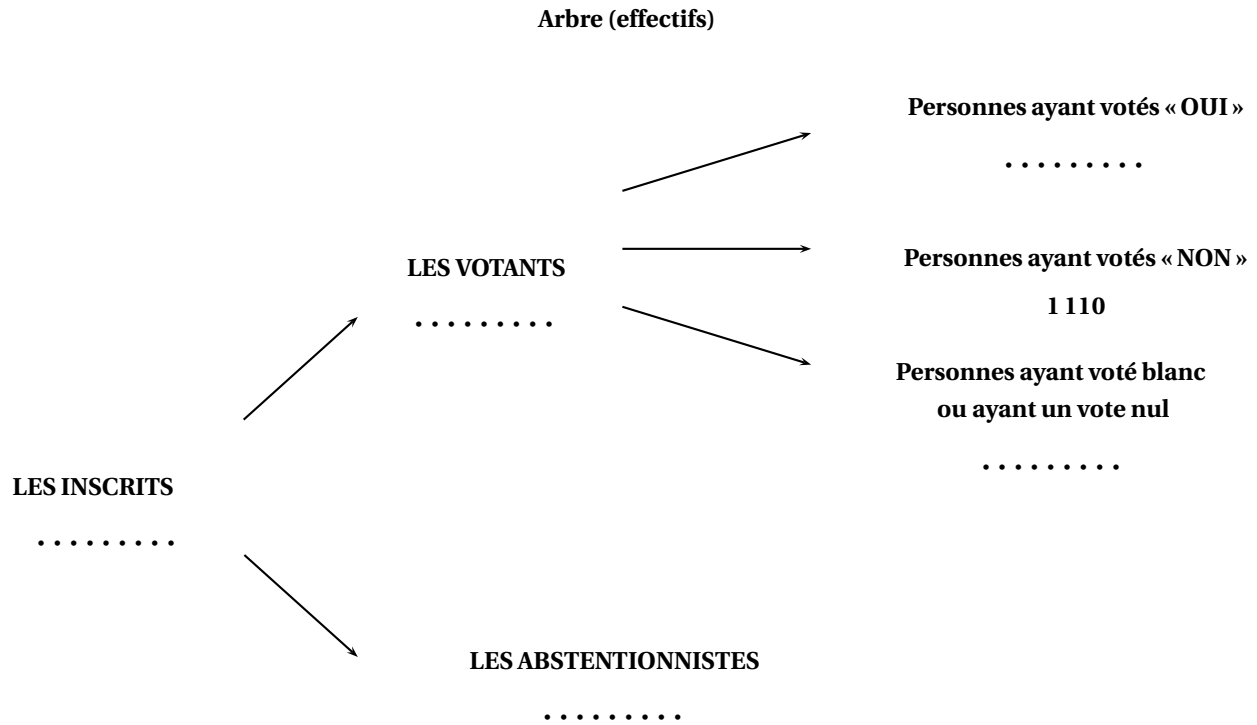 Arbre (effectifs)
Personnes ayant votés « OUI »
. . . . . . . . .
Personnes ayant votés « NON »
1 110
LES VOTANTS
. . . . . . . . .
Personnes ayant voté blanc
ou ayant un vote nul
. . . . . . . . .
LES INSCRITS
. . . . . . . . .
LES ABSTENTIONNISTES
. . . . . . . . .